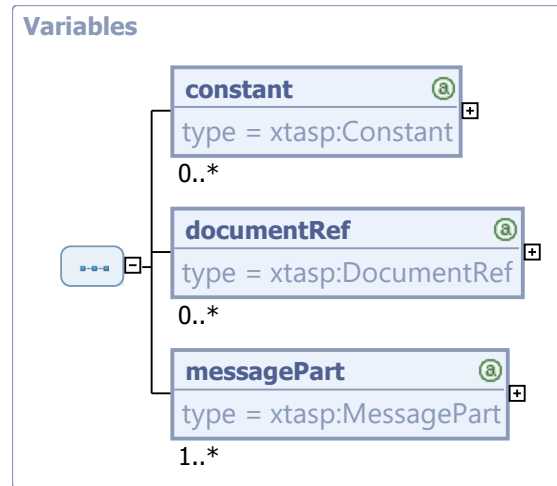 Variables
constant @
type = xtasp:Constant
0..*
documentRef @
type = xtasp:DocumentRef
0..*
messagePart @
type = xtasp:MessagePart
1..*